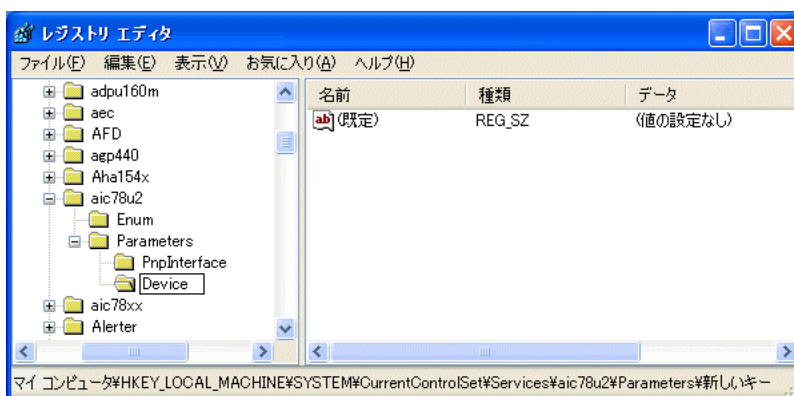 レジストリ エディタ
ファイル(F) 編集(E) 表示(V) お気に入り(A) ヘルプ(H)
adpu160m
aec
AFD
agp440
Aha154x
aic78u2
Enum
Parameters
PnpInterface
Device
aic78xx
Alerter
名前 種類 データ
ab (既定) REG_SZ (値の設定なし)
マイ コンピュータ¥HKEY_LOCAL_MACHINE¥SYSTEM¥CurrentControlSet¥Services¥aic78u2¥Parameters¥新しいキー